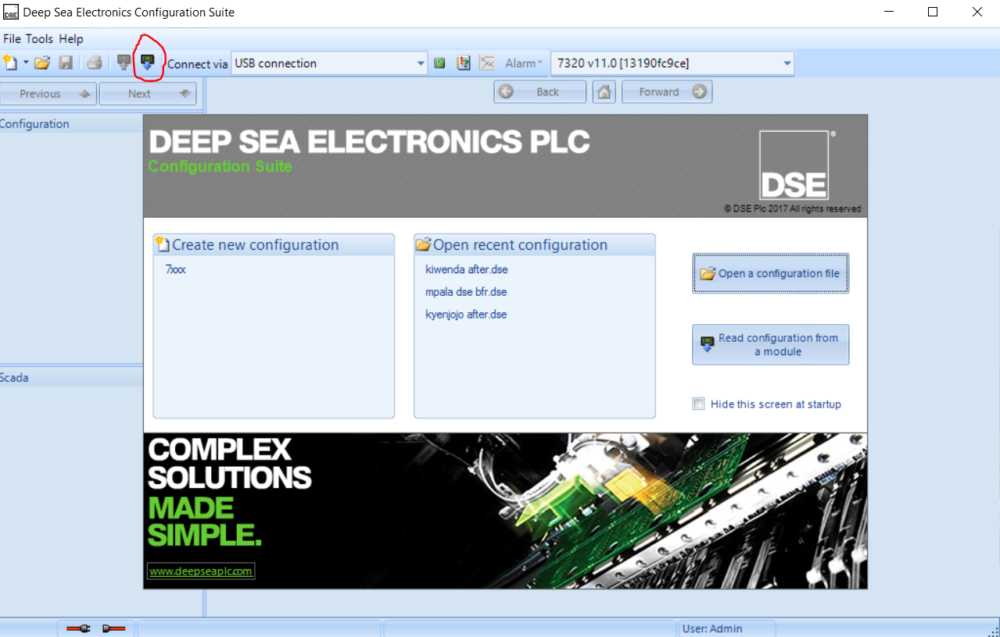 DSE
Deep Sea Electronics Configuration Suite
File Tools Help
Connect via USB connection
Alarm
7320 v11.0 [13190fc9ce]
Previous
Next
Back
Forward
Configuration
DEEP SEA ELECTRONICS PLC
Configuration Suite
®
DSE
© DSE Plc 2017 All rights reserved
Create new configuration
7xxx
Open recent configuration
kiwenda after.dse
mpala dse bfr.dse
kyenjojo after.dse
Open a configuration file
Read configuration from
a module
Hide this screen at startup
Scada
COMPLEX
SOLUTIONS
MADE
SIMPLE.
www.deepseaplc.com
User: Admin